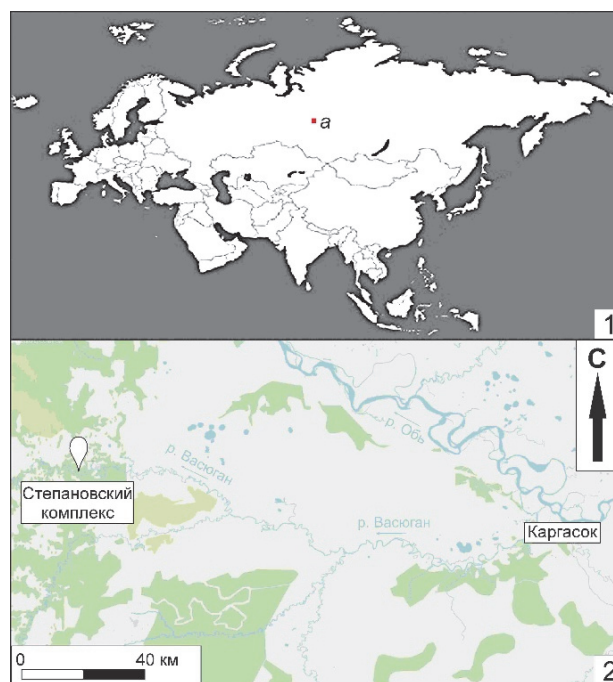 а
1
С
р. Обь
р. Васюган
Степановский
комплекс
р. Васюган
Каргасок
0 40 км
2